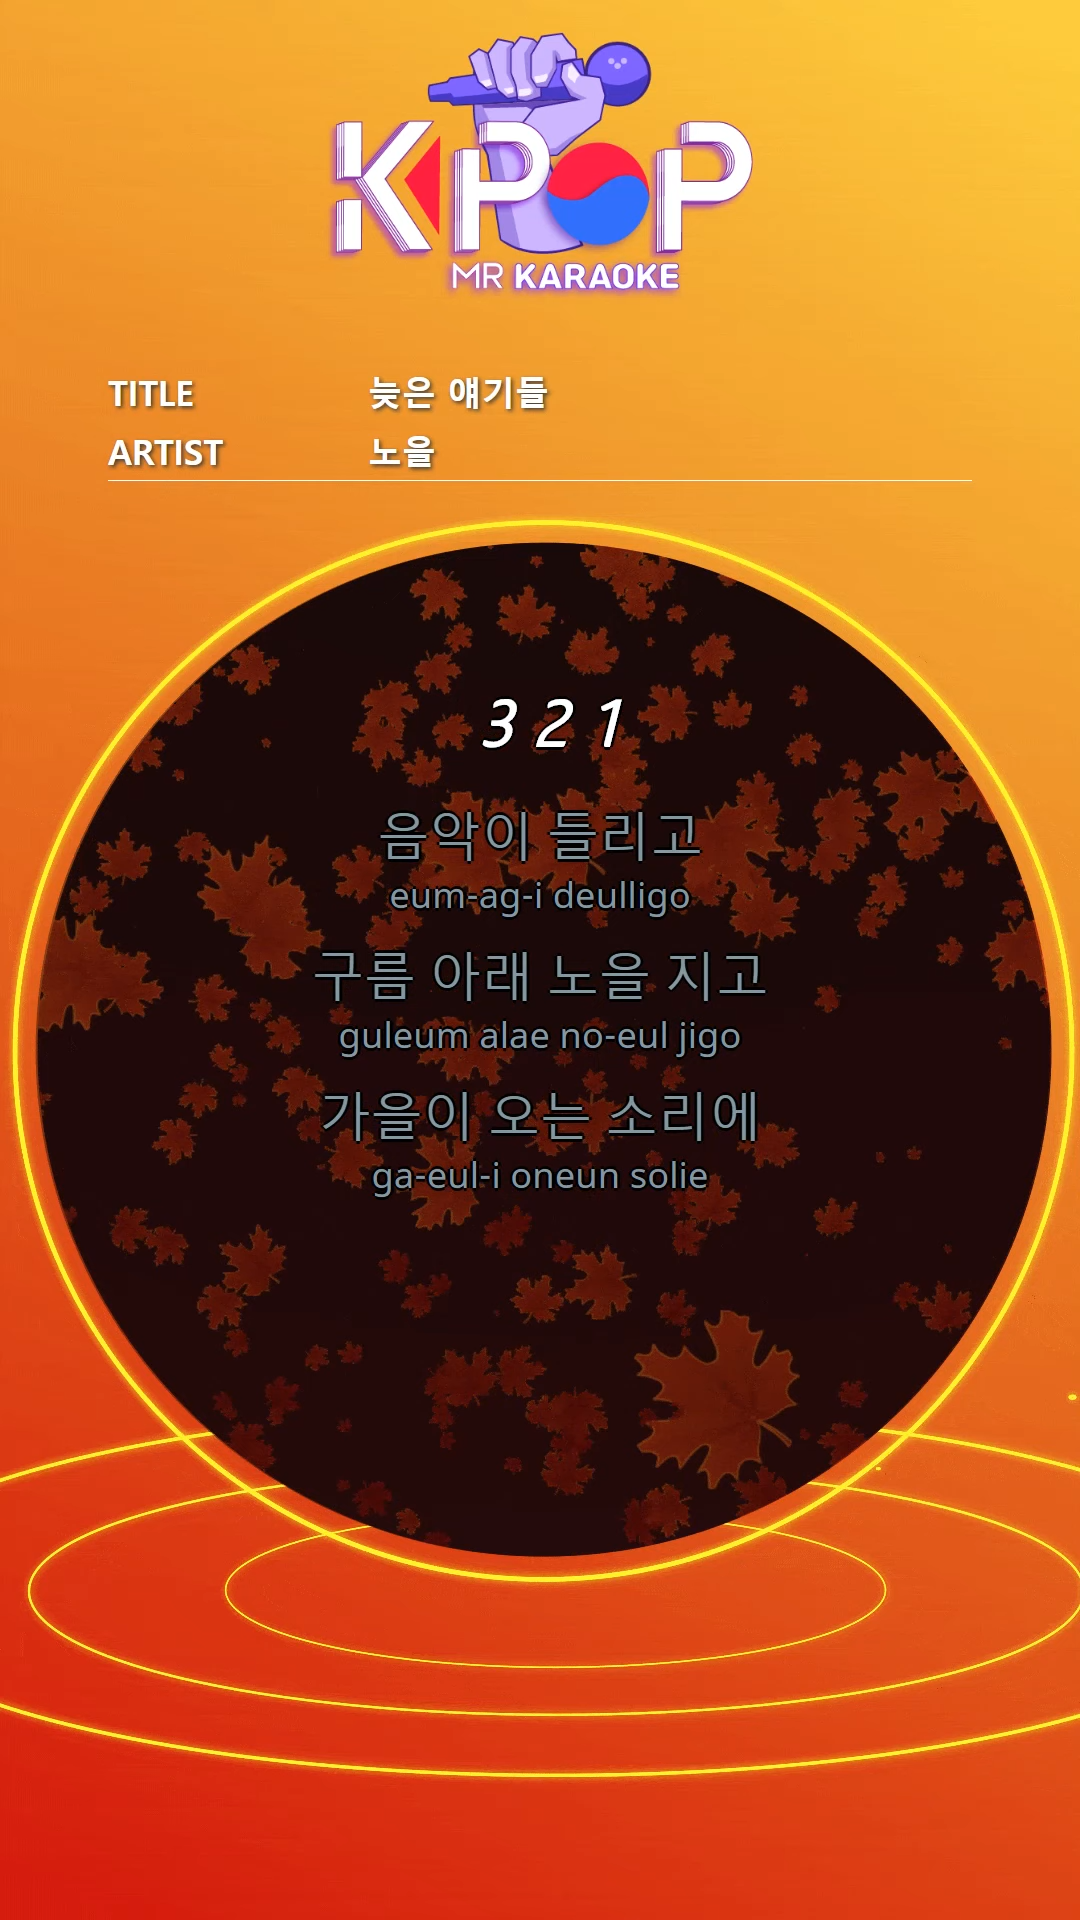 KPOP
MR KARAOKE
TITLE 늦은 얘기들
ARTIST 노을
3 2 1
음악이 들리고
eum-ag-i deulligo
구름 아래 노을 지고
guleum alae no-eul jigo
가을이 오는 소리에
ga-eul-i oneun solie